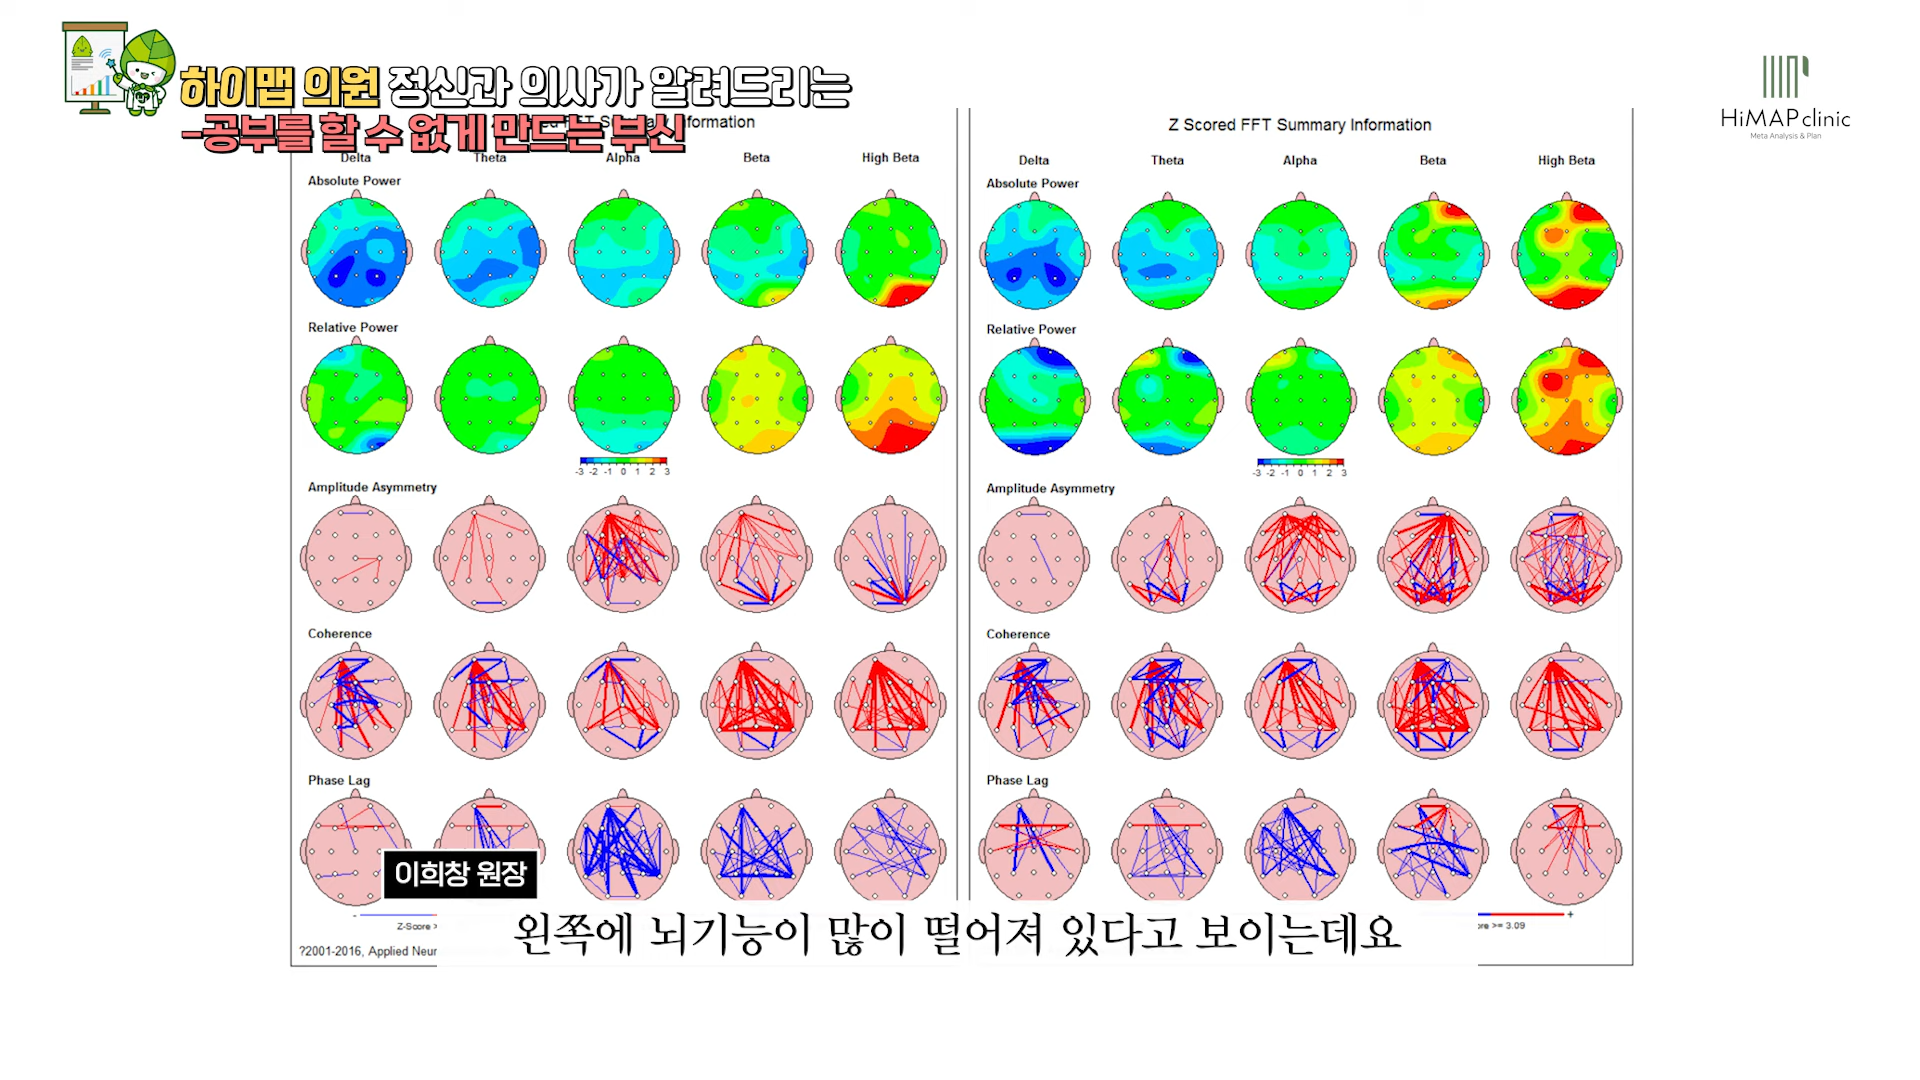 하이맵 의원 정신과 의사가 알려드리는
-공부를 할 수 없게 만드는 부신
HiMAPclinic
Meta Analysis & Plan
FFT Summary Information
Delta Theta Alpha Beta High Beta
Absolute Power
Relative Power
-3 -2 -1 0 1 2 3
Amplitude Asymmetry
Coherence
Phase Lag
Z-Score >
?2001-2016, Applied Neur
Z Scored FFT Summary Information
Delta Theta Alpha Beta High Beta
Absolute Power
Relative Power
-3 -2 -1 0 1 2 3
Amplitude Asymmetry
Coherence
Phase Lag
+
ore >= 3.09
이희창 원장
왼쪽에 뇌기능이 많이 떨어져 있다고 보이는데요